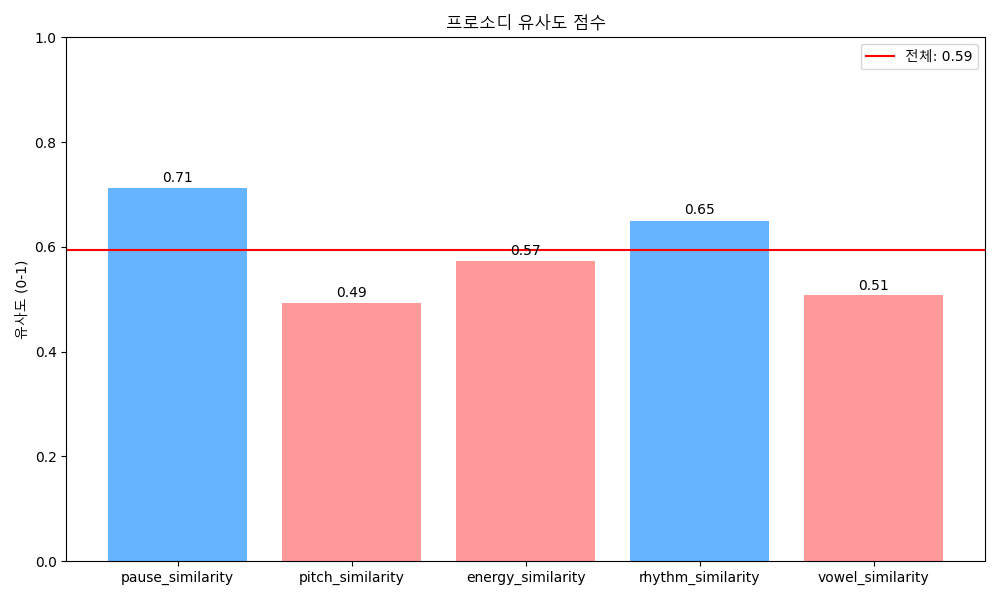 프로소디 유사도 점수
전체: 0.59
유사도 (0-1)
1.0
0.8
0.6
0.4
0.2
0.0
0.71
0.49
0.57
0.65
0.51
pause_similarity
pitch_similarity
energy_similarity
rhythm_similarity
vowel_similarity